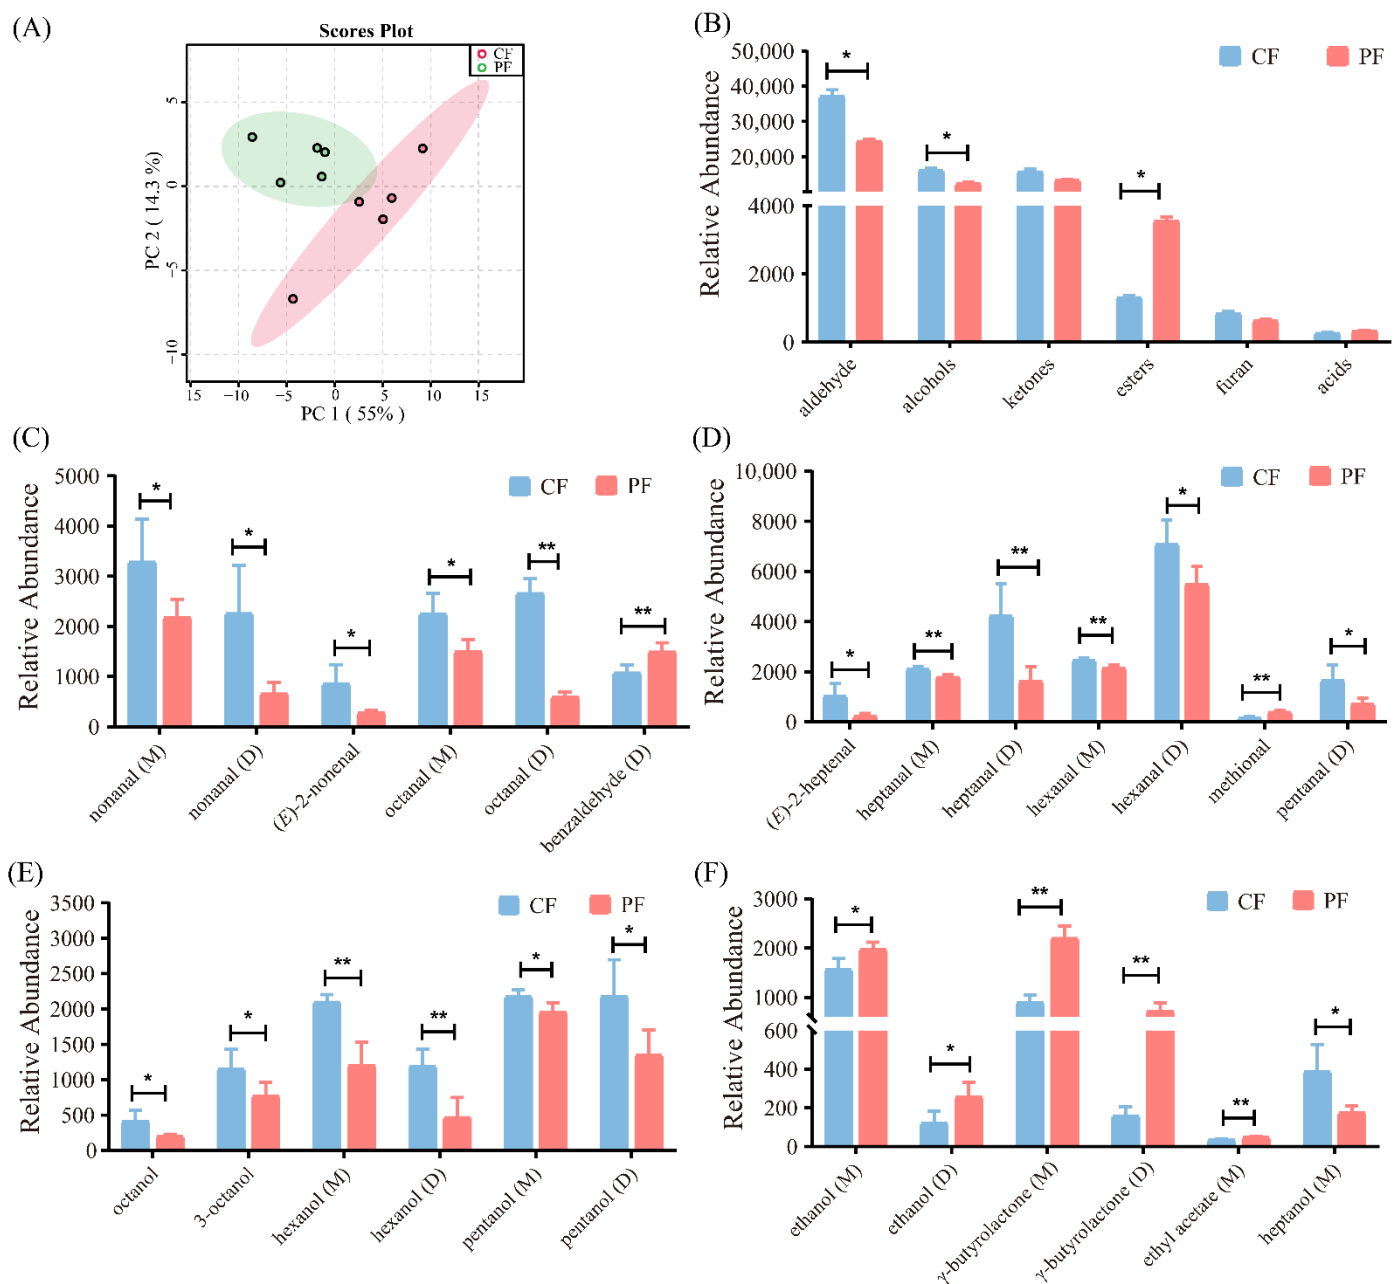 (A)
Scores Plot
CF
PF
5
0
−5
−10
PC 2 ( 14.3 %)
15
−10
−5
0
5
10
15
PC 1 ( 55% )
(B)
CF
PF
50,000
40,000
30,000
20,000
4000
2000
0
Relative Abundance
*
*
*
aldehyde
alcohols
ketones
esters
furan
acids
(C)
CF
PF
5000
4000
3000
2000
1000
0
Relative Abundance
*
*
*
*
**
**
nonanal (M)
nonanal (D)
(E)-2-nonenal
octanal (M)
octanal (D)
benzaldehyde (D)
(D)
CF
PF
10,000
8000
6000
4000
2000
0
Relative Abundance
*
**
**
**
*
**
*
(E)-2-heptenal
heptanal (M)
heptanal (D)
hexanal (M)
hexanal (D)
methional
pentanal (D)
(E)
CF
PF
3500
3000
2500
2000
1500
1000
500
0
Relative Abundance
*
*
**
**
*
*
octanol
3-octanol
hexanol (M)
hexanol (D)
pentanol (M)
pentanol (D)
(F)
CF
PF
3000
2000
1000
600
400
200
0
Relative Abundance
*
*
**
**
**
*
ethanol (M)
ethanol (D)
γ-butyrolactone (M)
γ-butyrolactone (D)
ethyl acetate (M)
heptanol (M)